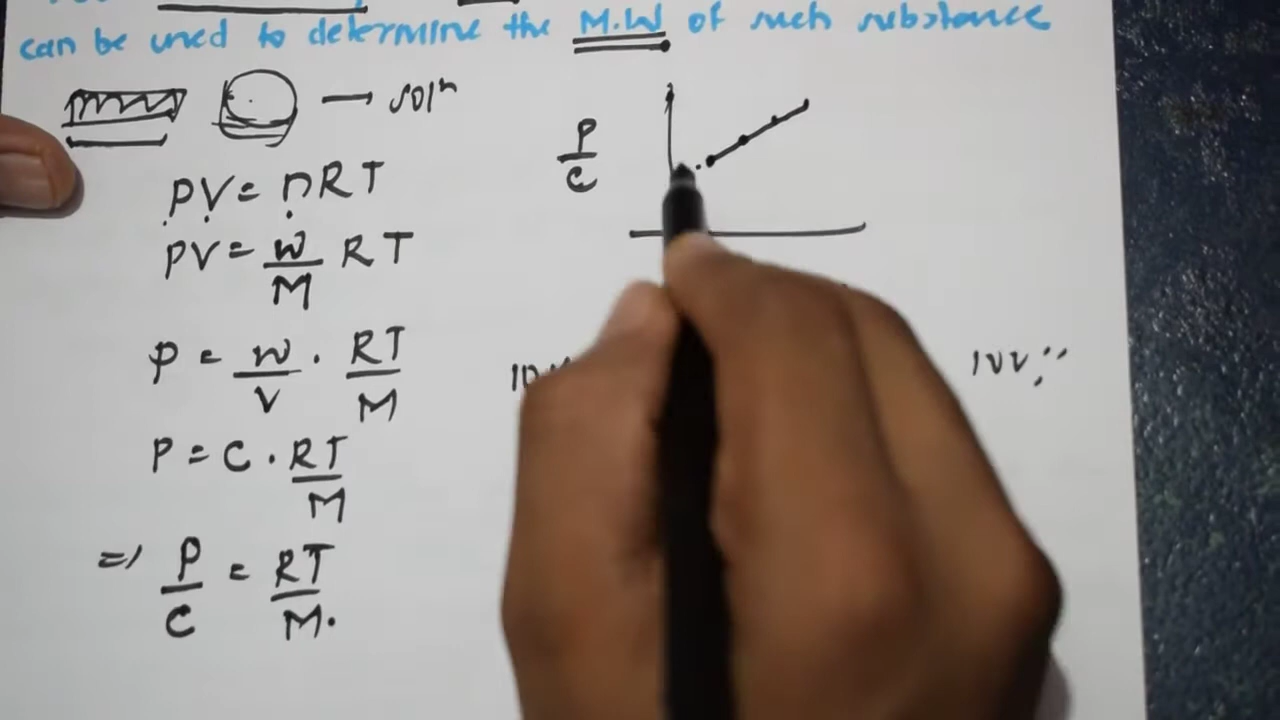 can be used to determine the M.W of such substance
→ solⁿ
PV = nRT
PV = w/M RT
P = w/V · RT/M
P = C · RT/M
=> P/C = RT/M.
P/C